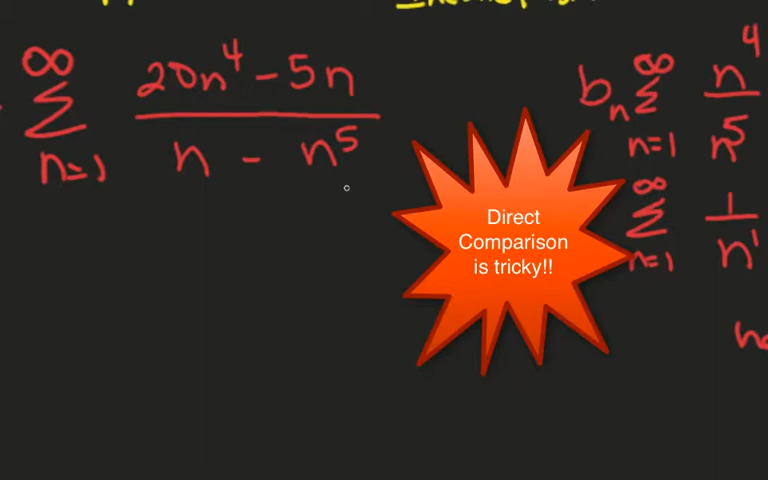 ∞ ∞
Σ (20n⁴ - 5n)/(n - n⁵)
n=1
Direct
Comparison
is tricky!!
bₙ Σ n⁴/n⁵
n=1
∞
Σ 1/n¹
n=1